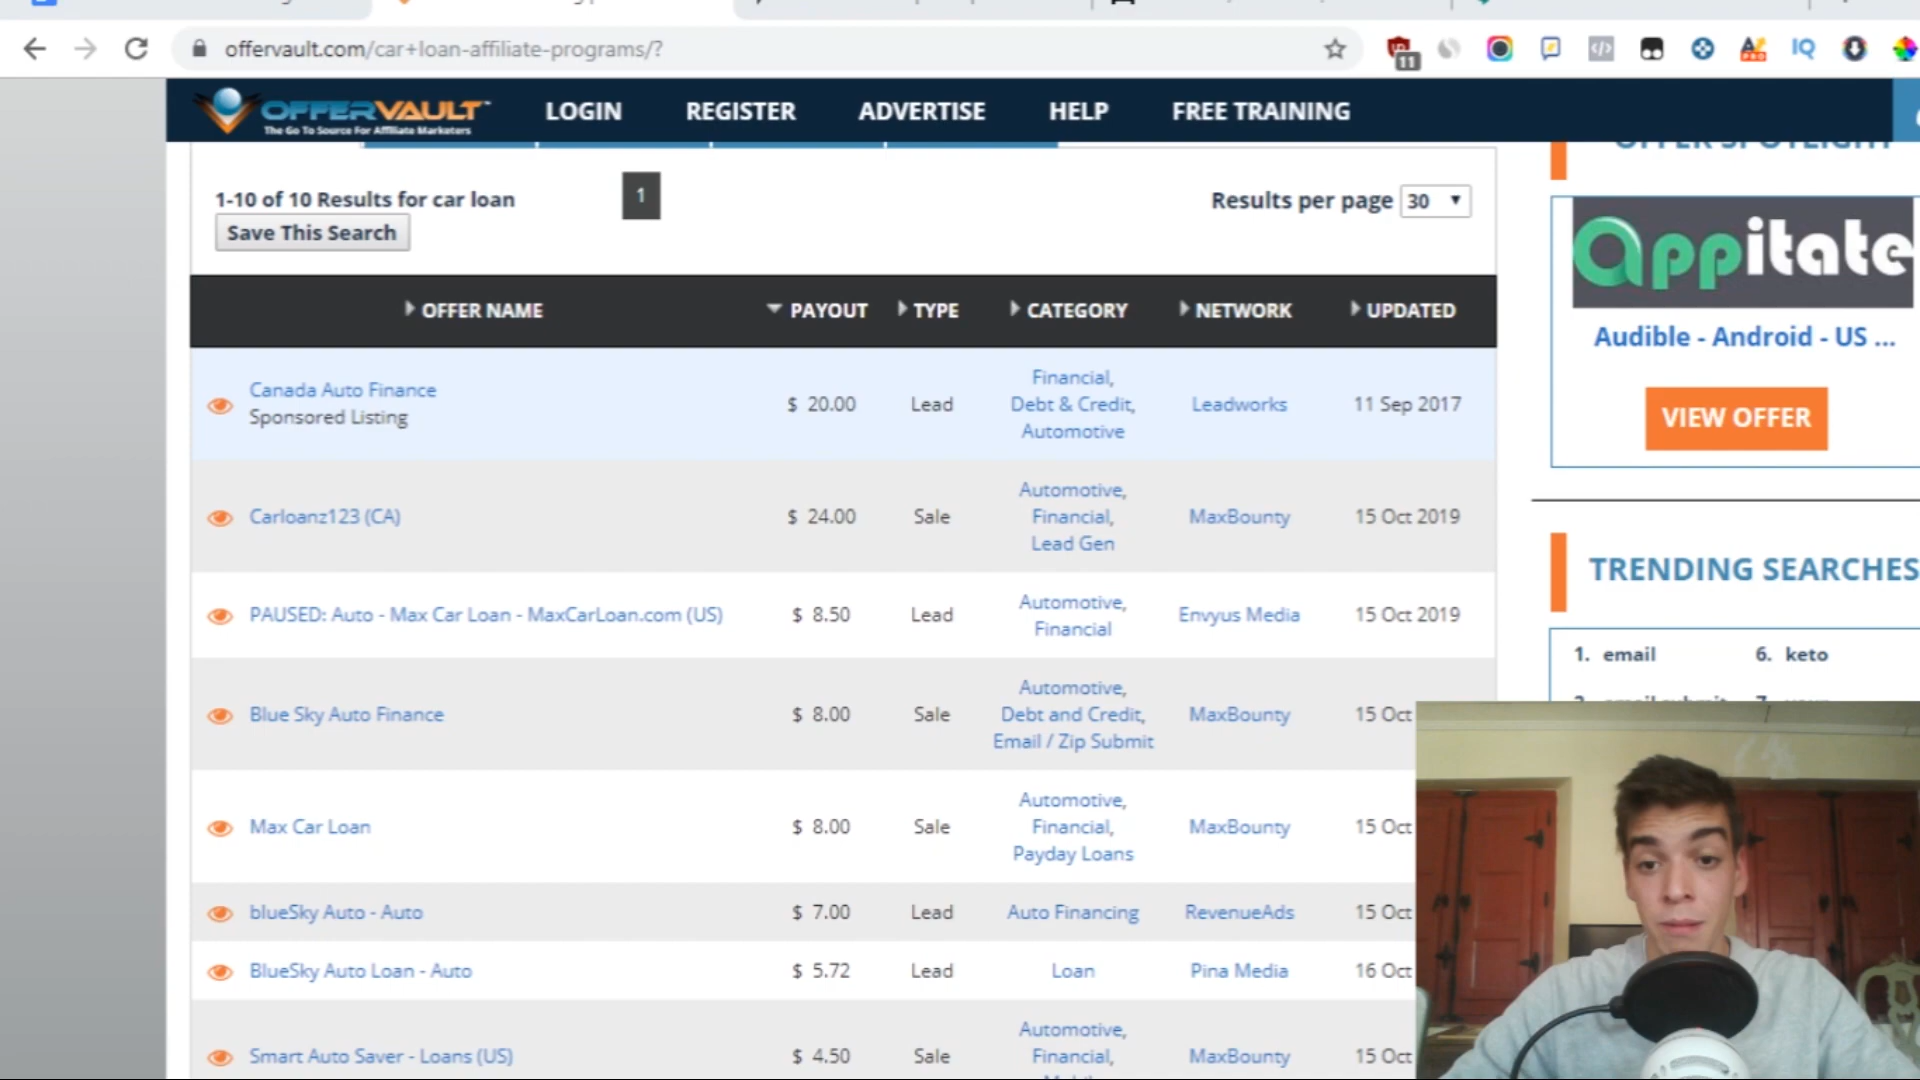 offervault.com/car+loan-affiliate-programs/?
11
IQ
OFFERVAULT™
The Go To Source For Affiliate Marketers
LOGIN
REGISTER
ADVERTISE
HELP
FREE TRAINING
1-10 of 10 Results for car loan
Save This Search
1
Results per page 30
OFFER NAME PAYOUT TYPE CATEGORY NETWORK UPDATED
Canada Auto Finance
Sponsored Listing
$ 20.00
Lead
Financial,
Debt & Credit,
Automotive
Leadworks
11 Sep 2017
Carloanz123 (CA)
$ 24.00
Sale
Automotive,
Financial,
Lead Gen
MaxBounty
15 Oct 2019
PAUSED: Auto - Max Car Loan - MaxCarLoan.com (US)
$ 8.50
Lead
Automotive,
Financial
Envyus Media
15 Oct 2019
Blue Sky Auto Finance
$ 8.00
Sale
Automotive,
Debt and Credit,
Email / Zip Submit
MaxBounty
15 Oct
Max Car Loan
$ 8.00
Sale
Automotive,
Financial,
Payday Loans
MaxBounty
15 Oct
blueSky Auto - Auto
$ 7.00
Lead
Auto Financing
RevenueAds
15 Oct
BlueSky Auto Loan - Auto
$ 5.72
Lead
Loan
Pina Media
16 Oct
Smart Auto Saver - Loans (US)
$ 4.50
Sale
Automotive,
Financial,
MaxBounty
15 Oct
OFFER SPOTLIGHT
appitate
Audible - Android - US ...
VIEW OFFER
TRENDING SEARCHES
1. email
6. keto